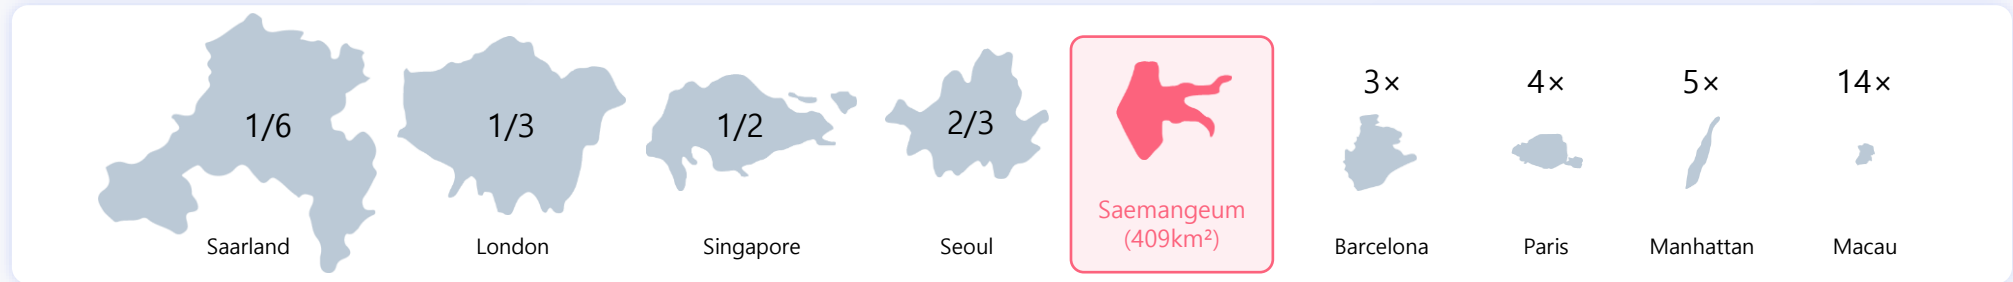 1/6
Saarland
1/3
London
1/2
Singapore
2/3
Seoul
Saemangeum
(409km²)
3×
Barcelona
4×
Paris
5×
Manhattan
14×
Macau